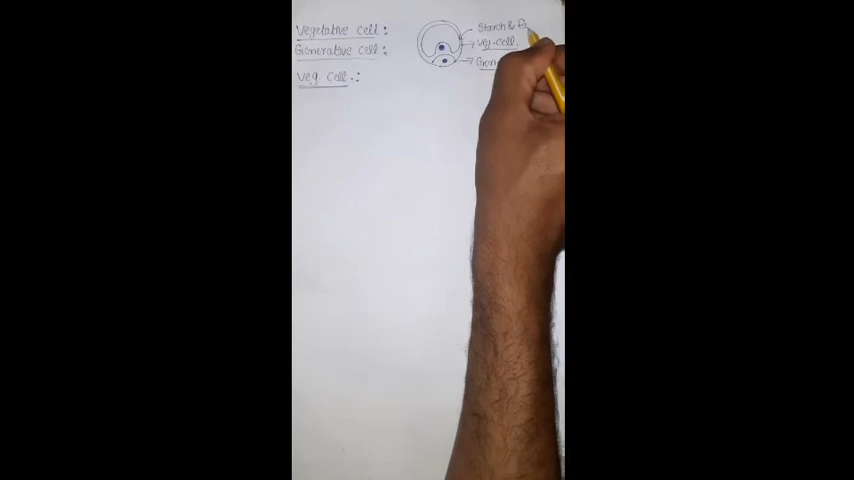 Vegetative cell :
Generative cell :
Veg. Cell . :
Starch &
Veg. cell.